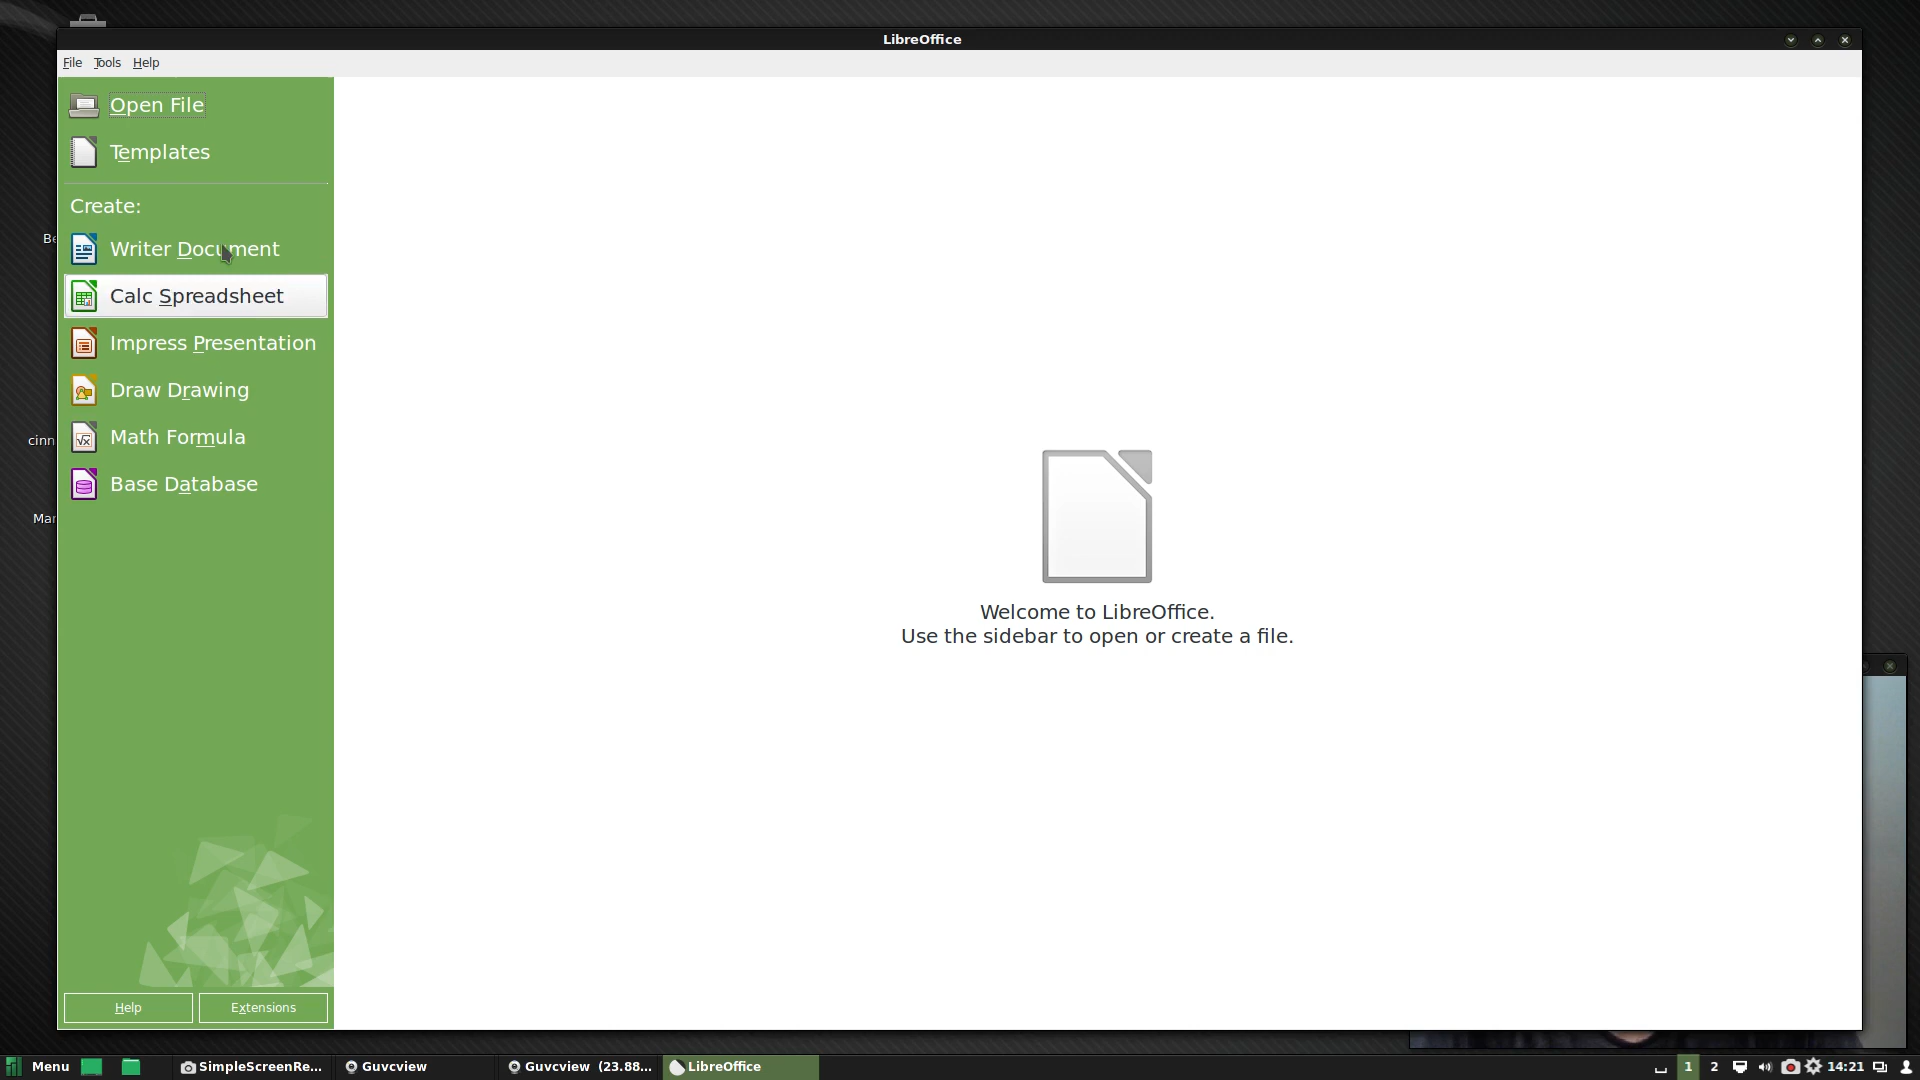 LibreOffice
File Tools Help
Open File
Templates
Create:
Writer Document
Calc Spreadsheet
Impress Presentation
Draw Drawing
Math Formula
Base Database
Welcome to LibreOffice.
Use the sidebar to open or create a file.
Help Extensions
Menu SimpleScreenRe... Guvcview Guvcview (23.88... LibreOffice 1 2 14:21